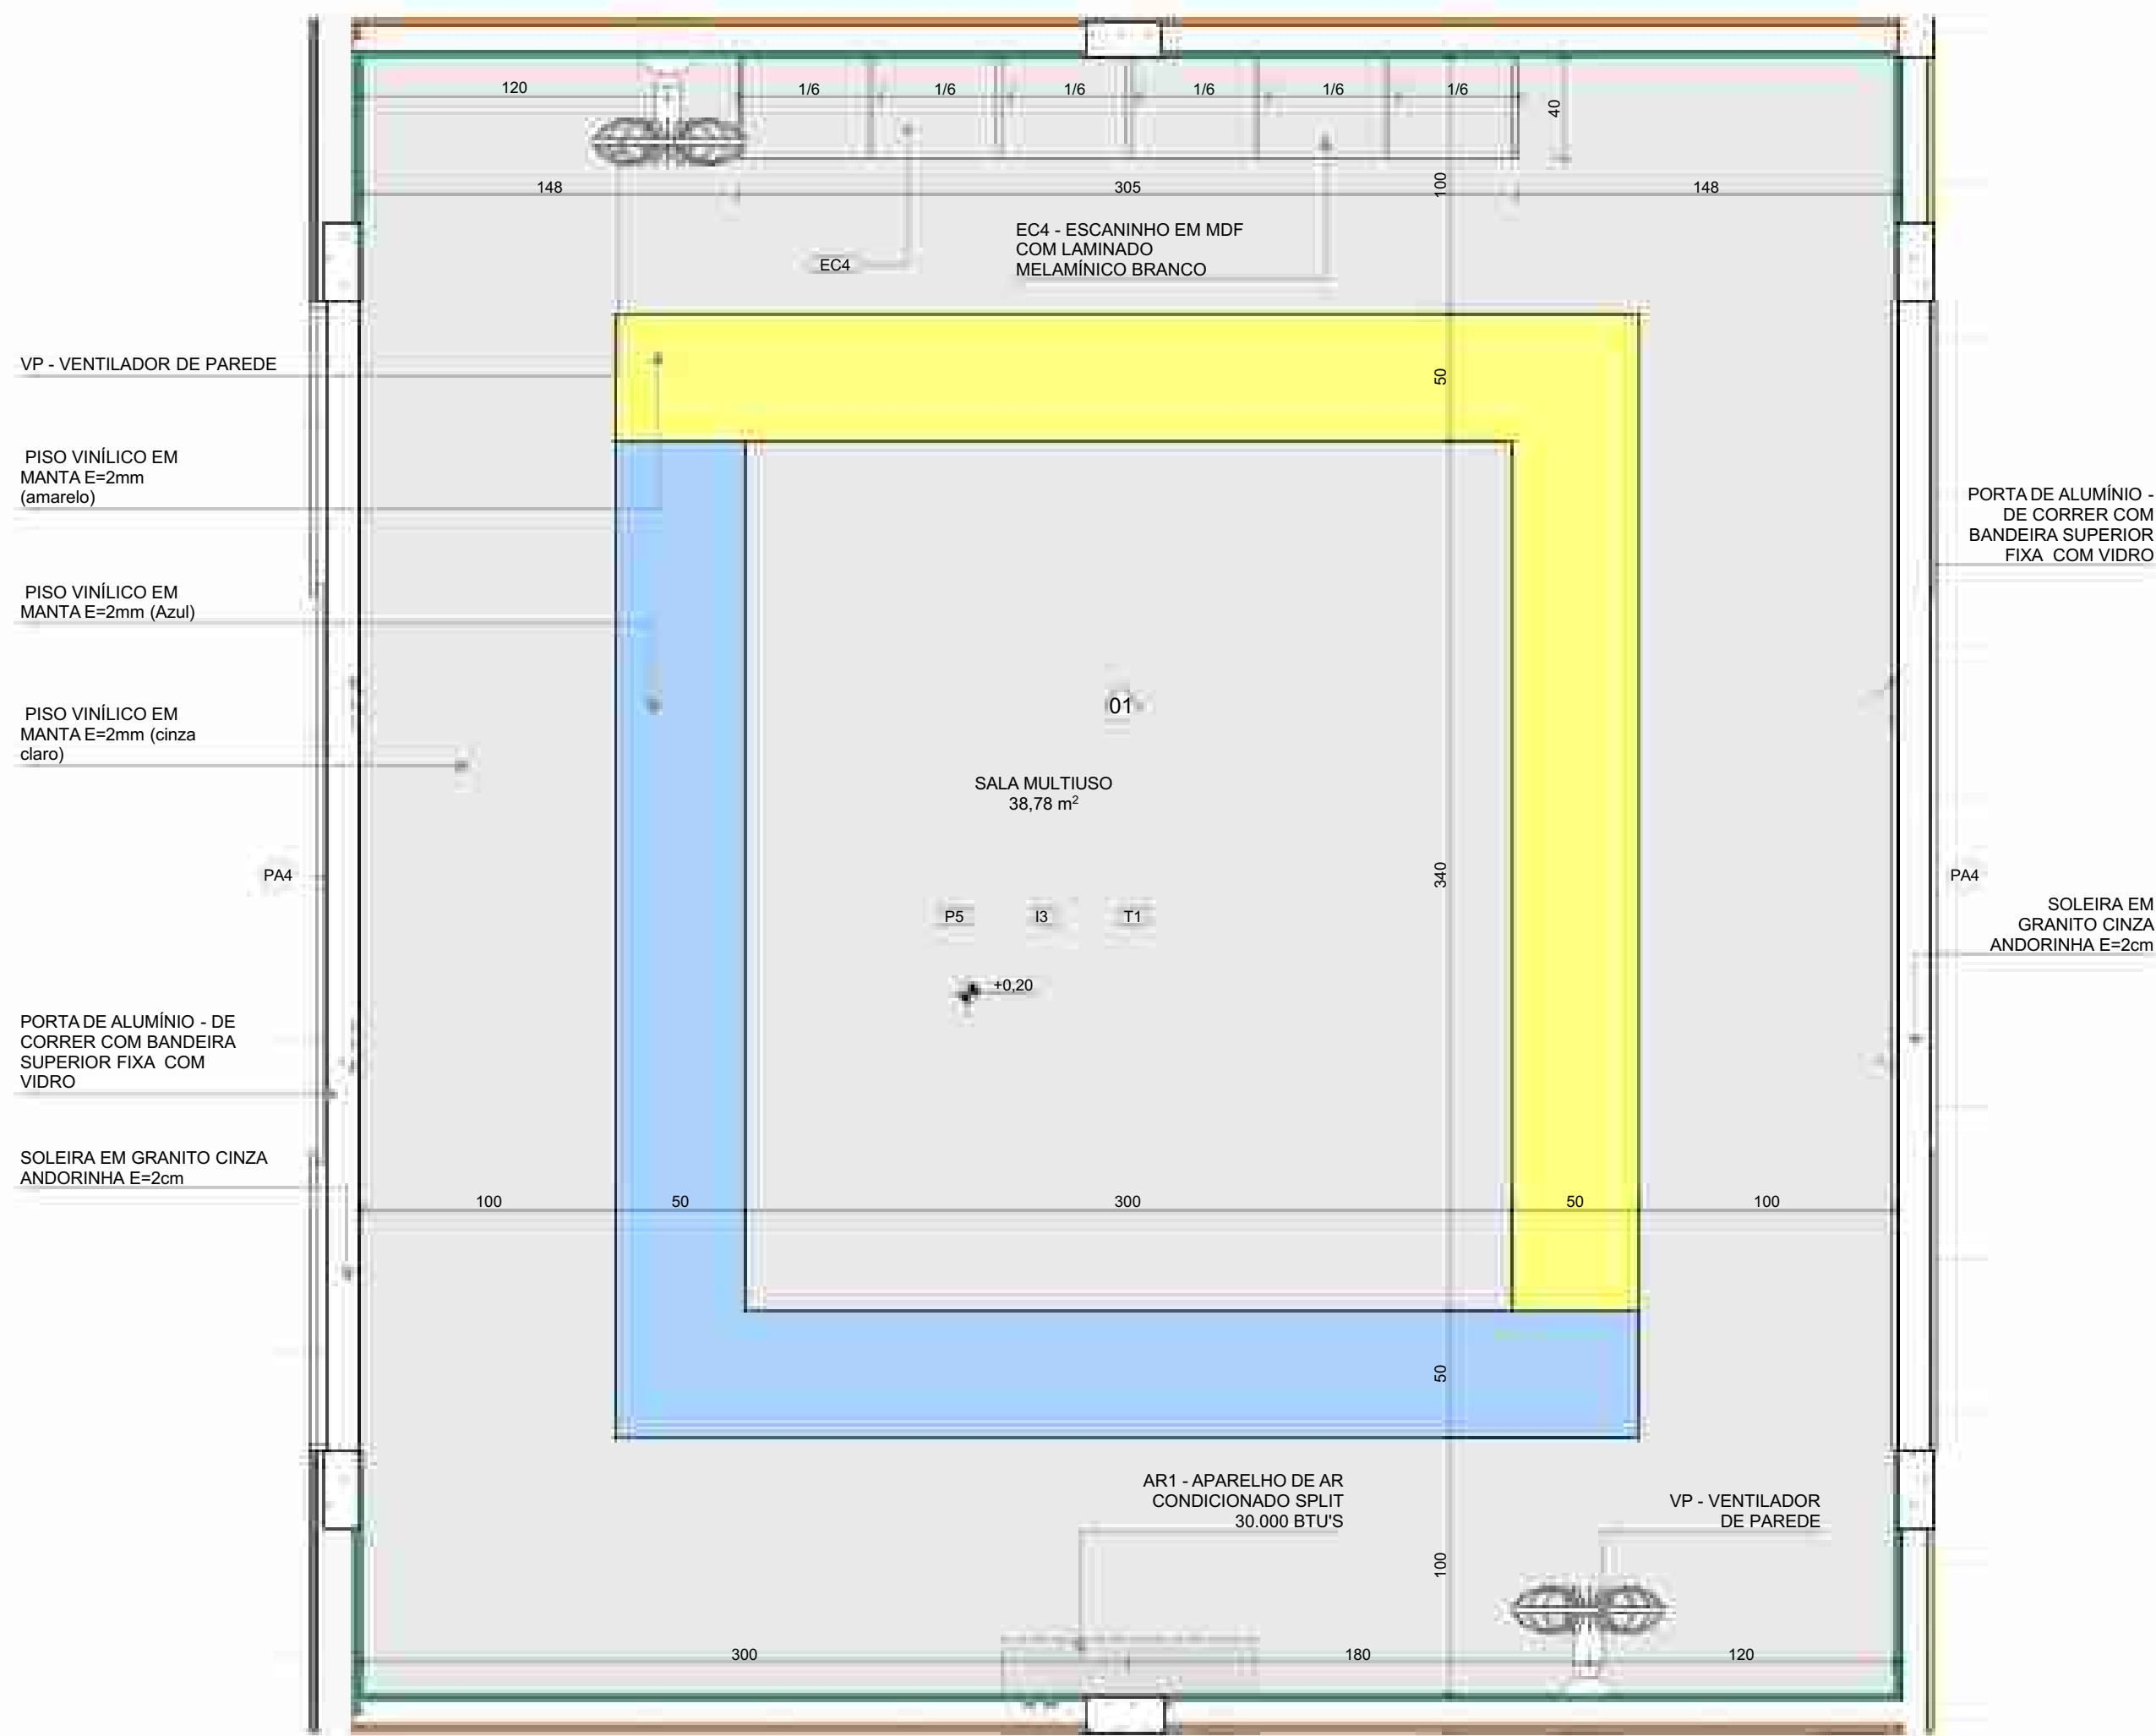 120
1/6
1/6
1/6
1/6
1/6
1/6
40
148
305
100
148
EC4 - ESCANINHO EM MDF
COM LAMINADO
MELAMÍNICO BRANCO
EC4
VP - VENTILADOR DE PAREDE
50
PISO VINÍLICO EM
MANTA E=2mm
(amarelo)
PORTA DE ALUMÍNIO -
DE CORRER COM
BANDEIRA SUPERIOR
FIXA COM VIDRO
PISO VINÍLICO EM
MANTA E=2mm (Azul)
01
PISO VINÍLICO EM
MANTA E=2mm (cinza
claro)
SALA MULTIUSO
38,78 m²
PA4
340
PA4
P5
I3
T1
SOLEIRA EM
GRANITO CINZA
ANDORINHA E=2cm
+0,20
PORTA DE ALUMÍNIO - DE
CORRER COM BANDEIRA
SUPERIOR FIXA COM
VIDRO
SOLEIRA EM GRANITO CINZA
ANDORINHA E=2cm
100
50
300
50
100
50
AR1 - APARELHO DE AR
CONDICIONADO SPLIT
30.000 BTU'S
VP - VENTILADOR
DE PAREDE
100
300
180
120